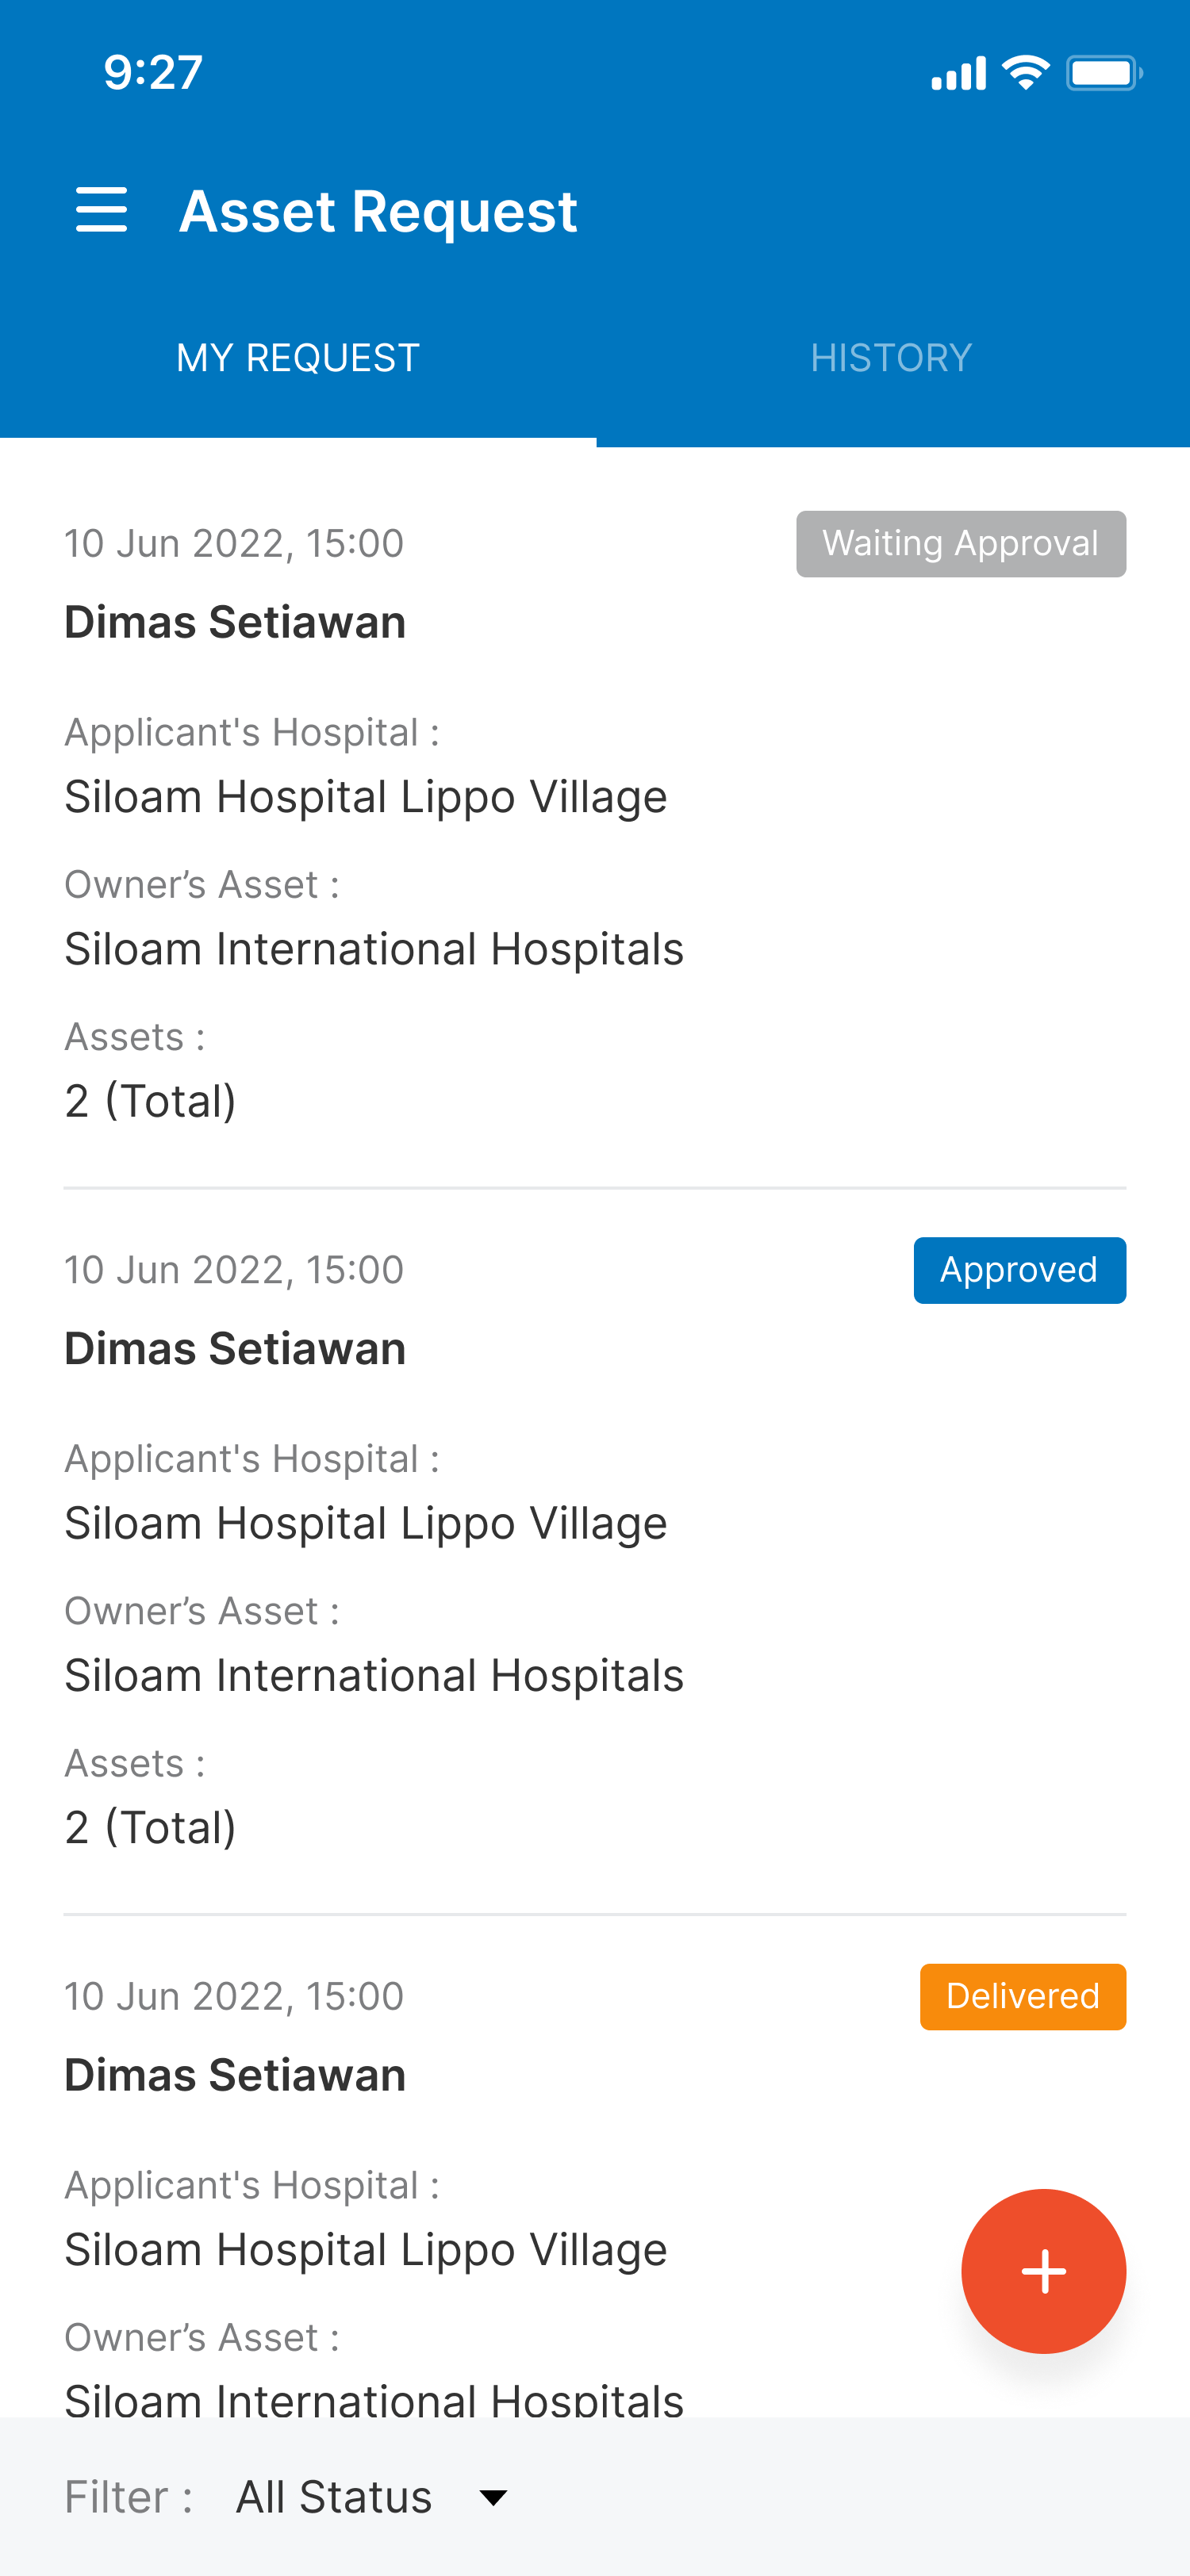 9:27
Asset Request
MY REQUEST
HISTORY
10 Jun 2022, 15:00
Waiting Approval
Dimas Setiawan
Applicant's Hospital :
Siloam Hospital Lippo Village
Owner’s Asset :
Siloam International Hospitals
Assets :
2 (Total)
10 Jun 2022, 15:00
Approved
Dimas Setiawan
Applicant's Hospital :
Siloam Hospital Lippo Village
Owner’s Asset :
Siloam International Hospitals
Assets :
2 (Total)
10 Jun 2022, 15:00
Delivered
Dimas Setiawan
Applicant's Hospital :
Siloam Hospital Lippo Village
Owner’s Asset :
Siloam International Hospitals
Filter : All Status